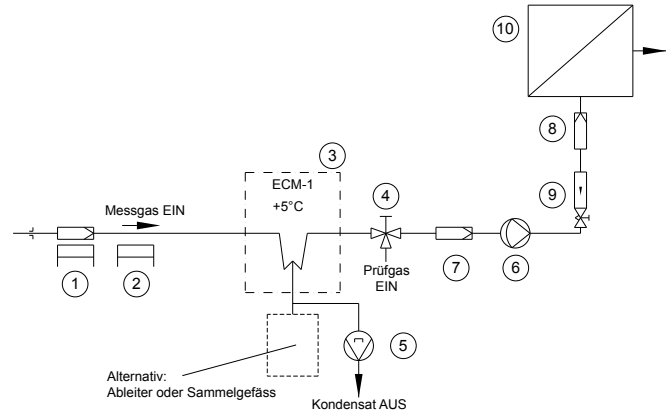 10
8
3
ECM-1
4
9
+5°C
Messgas EIN
Prüfgas
EIN
7
6
1
2
5
Alternativ:
Ableiter oder Sammelgefäss
Kondensat AUS